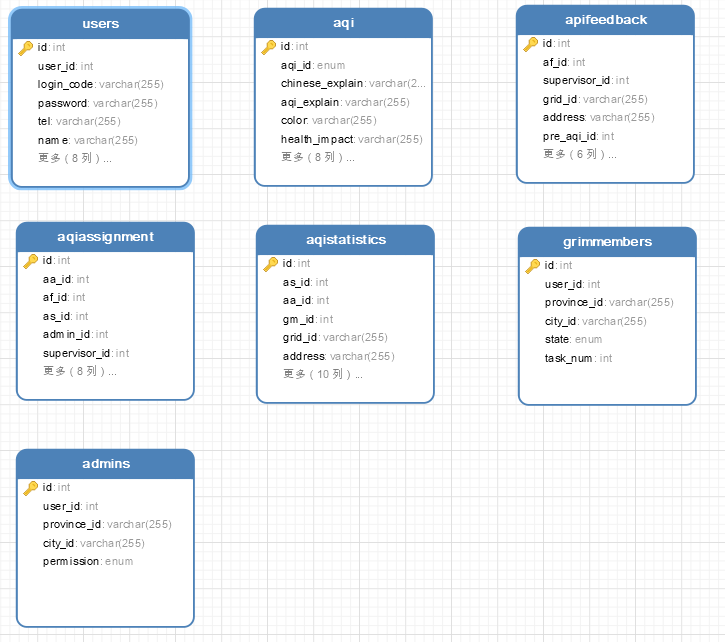 users
id: int
user_id: int
login_code: varchar(255)
password: varchar(255)
tel: varchar(255)
name: varchar(255)
更多 ( 8 列 ) ...
aqi
id: int
aqi_id: enum
chinese_explain: varchar(2...
aqi_explain: varchar(255)
color: varchar(255)
health_impact: varchar(255)
更多 ( 8 列 ) ...
apifeedback
id: int
af_id: int
supervisor_id: int
grid_id: varchar(255)
address: varchar(255)
pre_aqi_id: int
更多 ( 6 列 ) ...
aqiassignment
id: int
aa_id: int
af_id: int
as_id: int
admin_id: int
supervisor_id: int
更多 ( 8 列 ) ...
aqistatistics
id: int
as_id: int
aa_id: int
gm_id: int
grid_id: varchar(255)
address: varchar(255)
更多 ( 10 列 ) ...
grimmembers
id: int
user_id: int
province_id: varchar(255)
city_id: varchar(255)
state: enum
task_num: int
admins
id: int
user_id: int
province_id: varchar(255)
city_id: varchar(255)
permission: enum